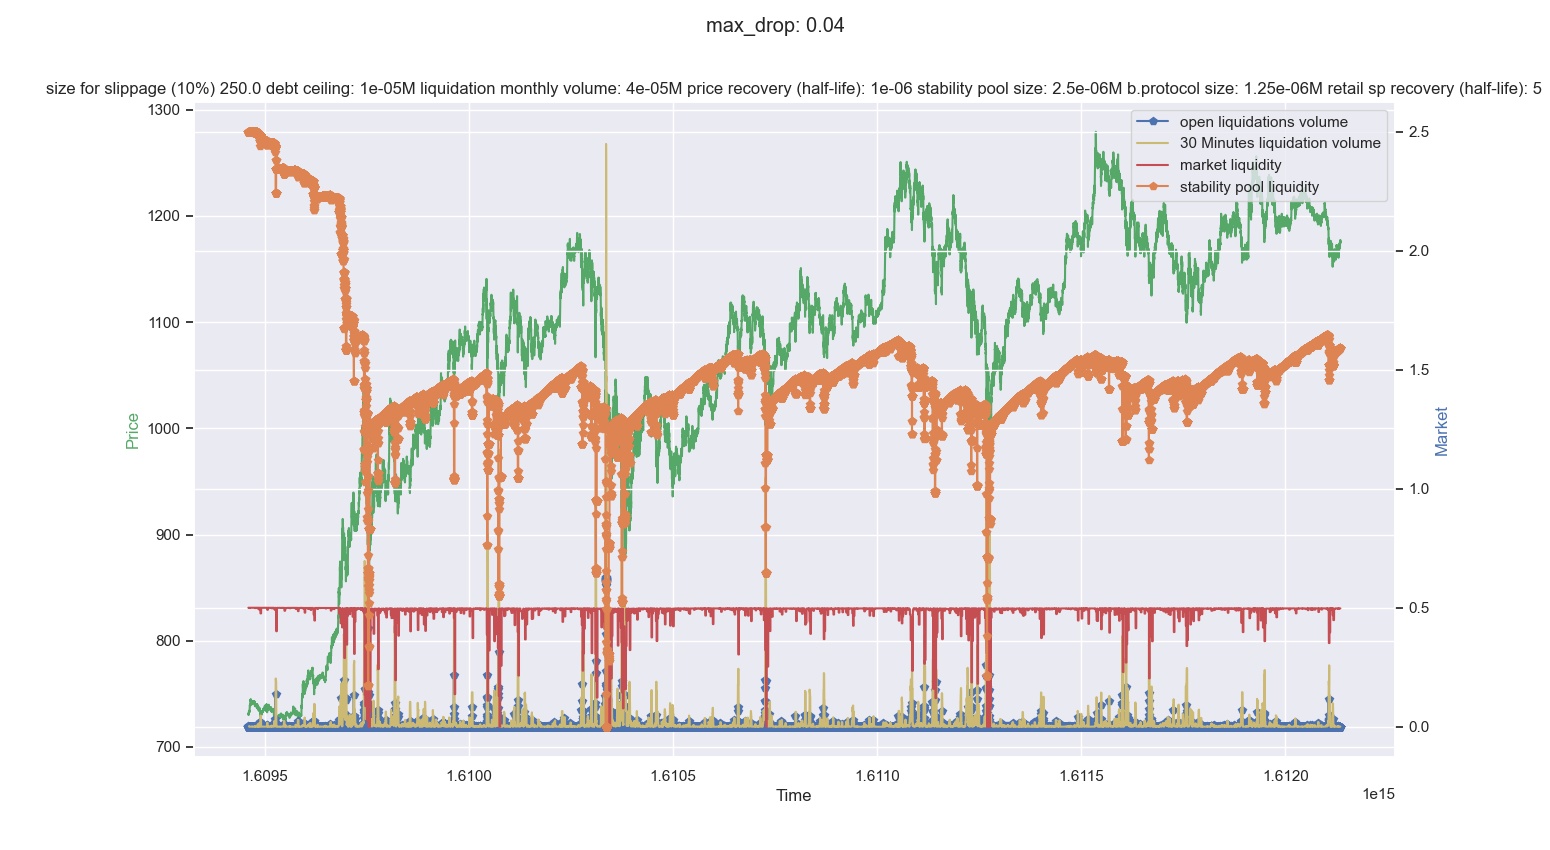 max_drop: 0.04
size for slippage (10%) 250.0 debt ceiling: 1e-05M liquidation monthly volume: 4e-05M price recovery (half-life): 1e-06 stability pool size: 2.5e-06M b.protocol size: 1.25e-06M retail sp recovery (half-life): 5
open liquidations volume
30 Minutes liquidation volume
market liquidity
stability pool liquidity
1300
1200
1100
1000
900
800
700
Price
2.5
2.0
1.5
1.0
0.5
0.0
Market
1.6095 1.6100 1.6105 1.6110 1.6115 1.6120
Time
1e15